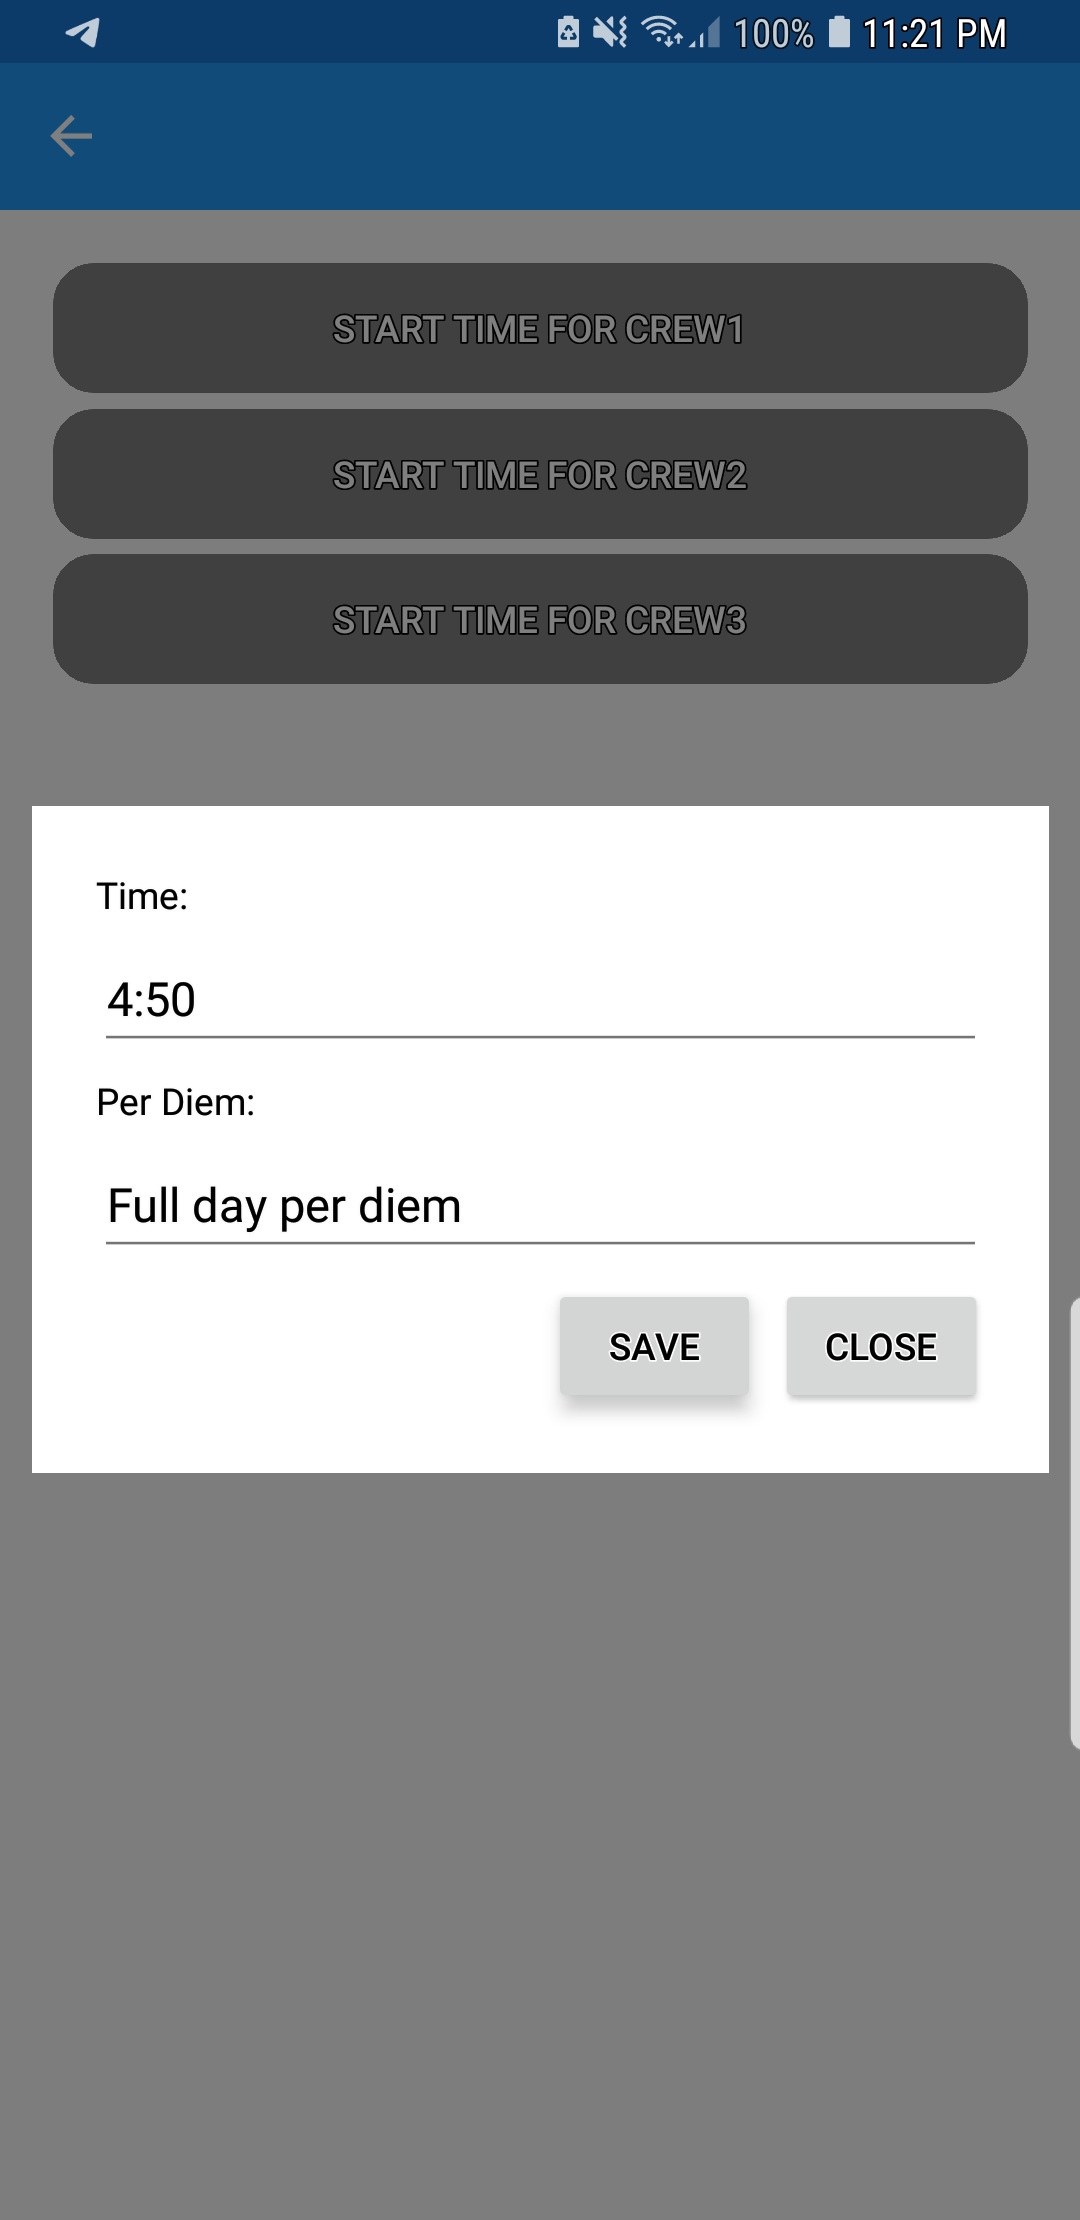 100% 11:21 PM
START TIME FOR CREW1
START TIME FOR CREW2
START TIME FOR CREW3
Time:
4:50
Per Diem:
Full day per diem
SAVE CLOSE